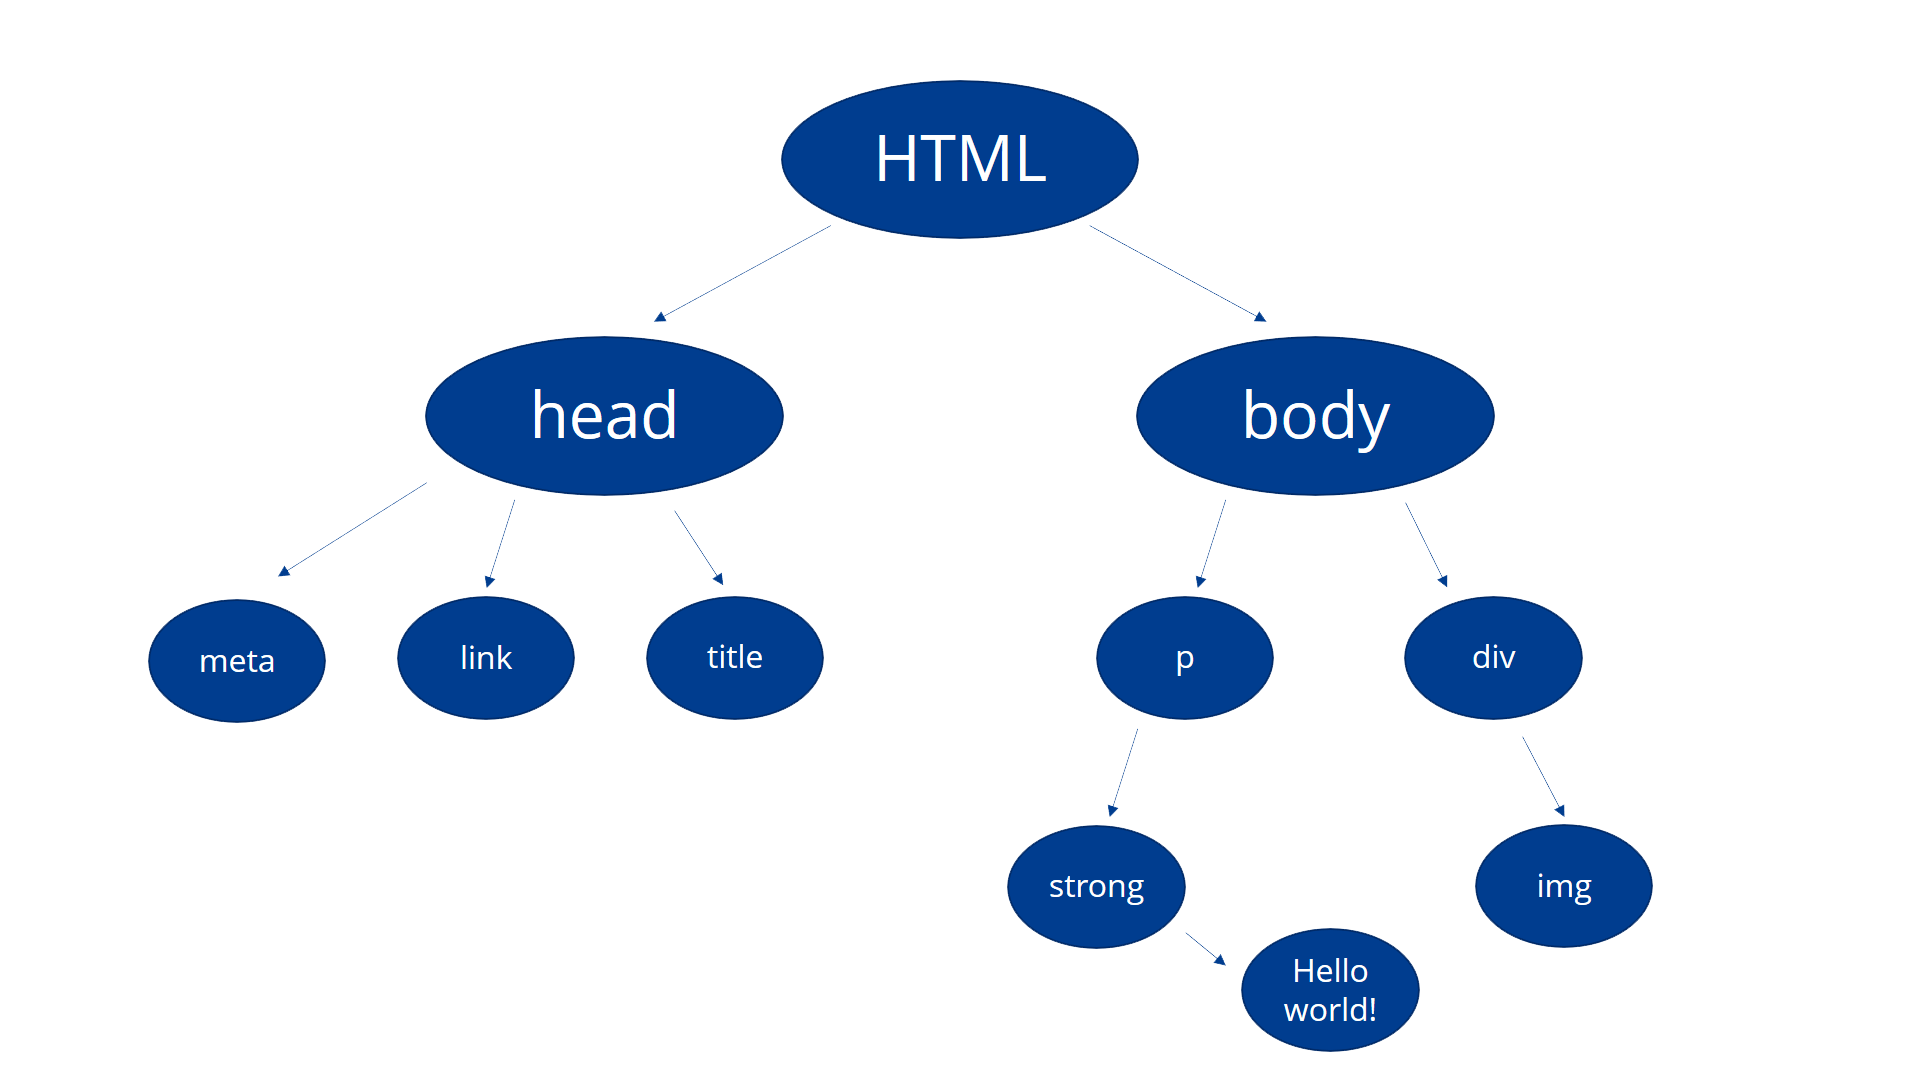 HTML
head
body
meta
link
title
p
div
strong
img
Hello
world!